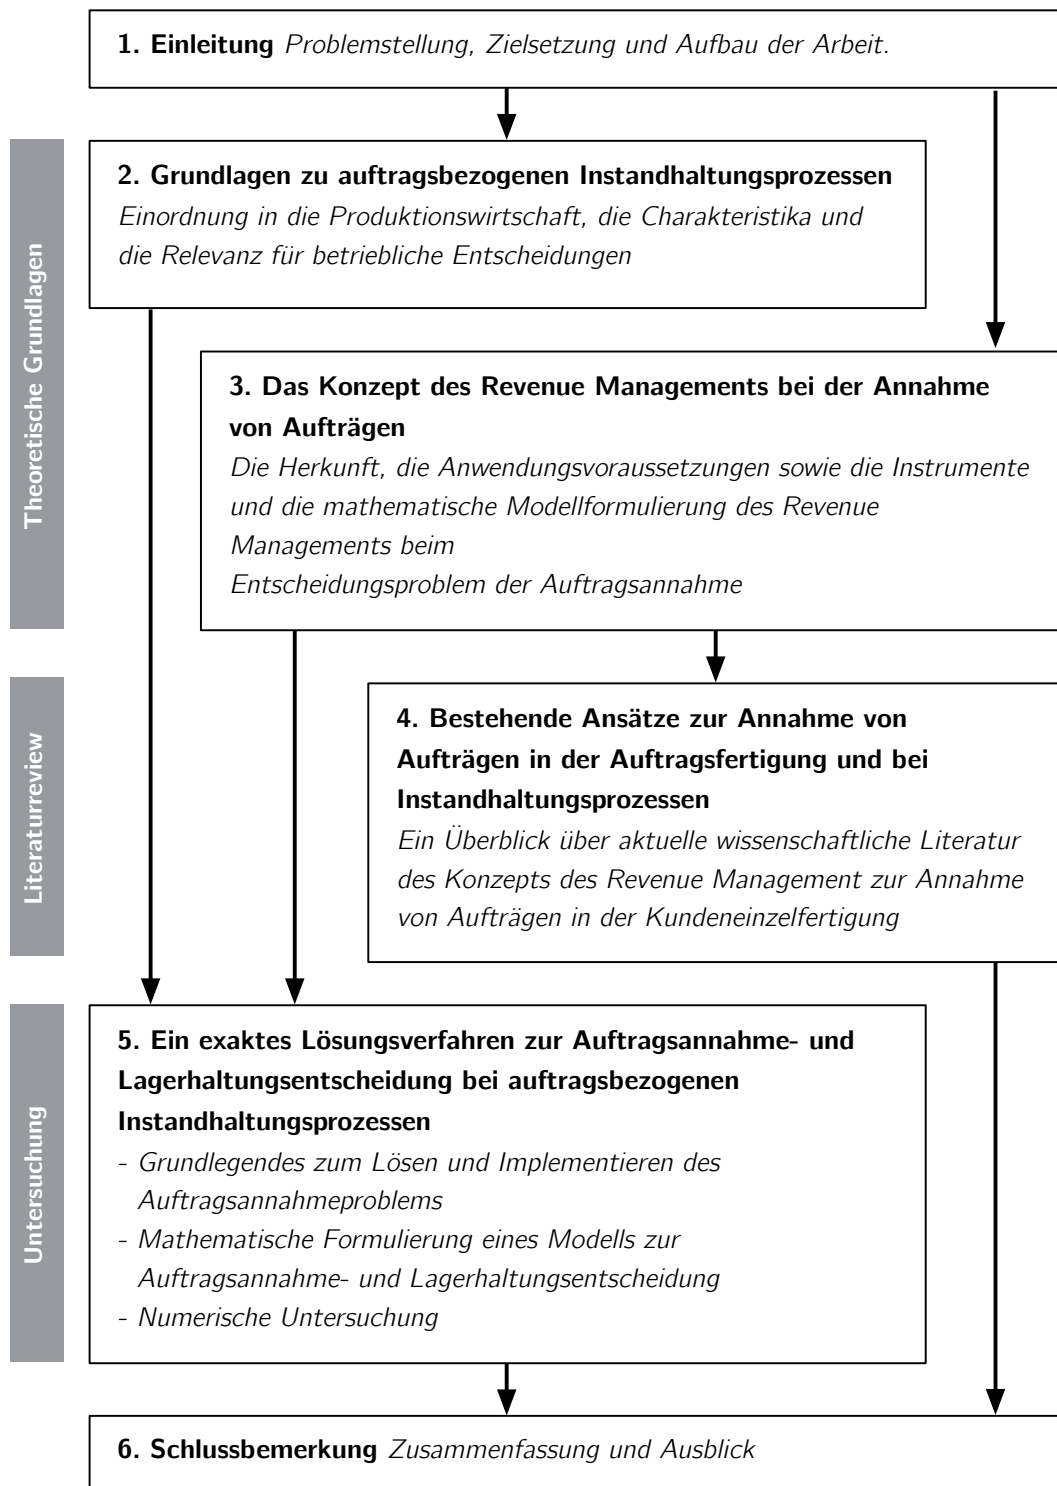 1. Einleitung Problemstellung, Zielsetzung und Aufbau der Arbeit.
Theoretische Grundlagen
2. Grundlagen zu auftragsbezogenen Instandhaltungsprozessen
Einordnung in die Produktionswirtschaft, die Charakteristika und
die Relevanz für betriebliche Entscheidungen
3. Das Konzept des Revenue Managements bei der Annahme
von Aufträgen
Die Herkunft, die Anwendungsvoraussetzungen sowie die Instrumente
und die mathematische Modellformulierung des Revenue
Managements beim
Entscheidungsproblem der Auftragsannahme
Literaturreview
4. Bestehende Ansätze zur Annahme von
Aufträgen in der Auftragsfertigung und bei
Instandhaltungsprozessen
Ein Überblick über aktuelle wissenschaftliche Literatur
des Konzepts des Revenue Management zur Annahme
von Aufträgen in der Kundeneinzelfertigung
Untersuchung
5. Ein exaktes Lösungsverfahren zur Auftragsannahme- und
Lagerhaltungsentscheidung bei auftragsbezogenen
Instandhaltungsprozessen
- Grundlegendes zum Lösen und Implementieren des
Auftragsannahmeproblems
- Mathematische Formulierung eines Modells zur
Auftragsannahme- und Lagerhaltungsentscheidung
- Numerische Untersuchung
6. Schlussbemerkung Zusammenfassung und Ausblick